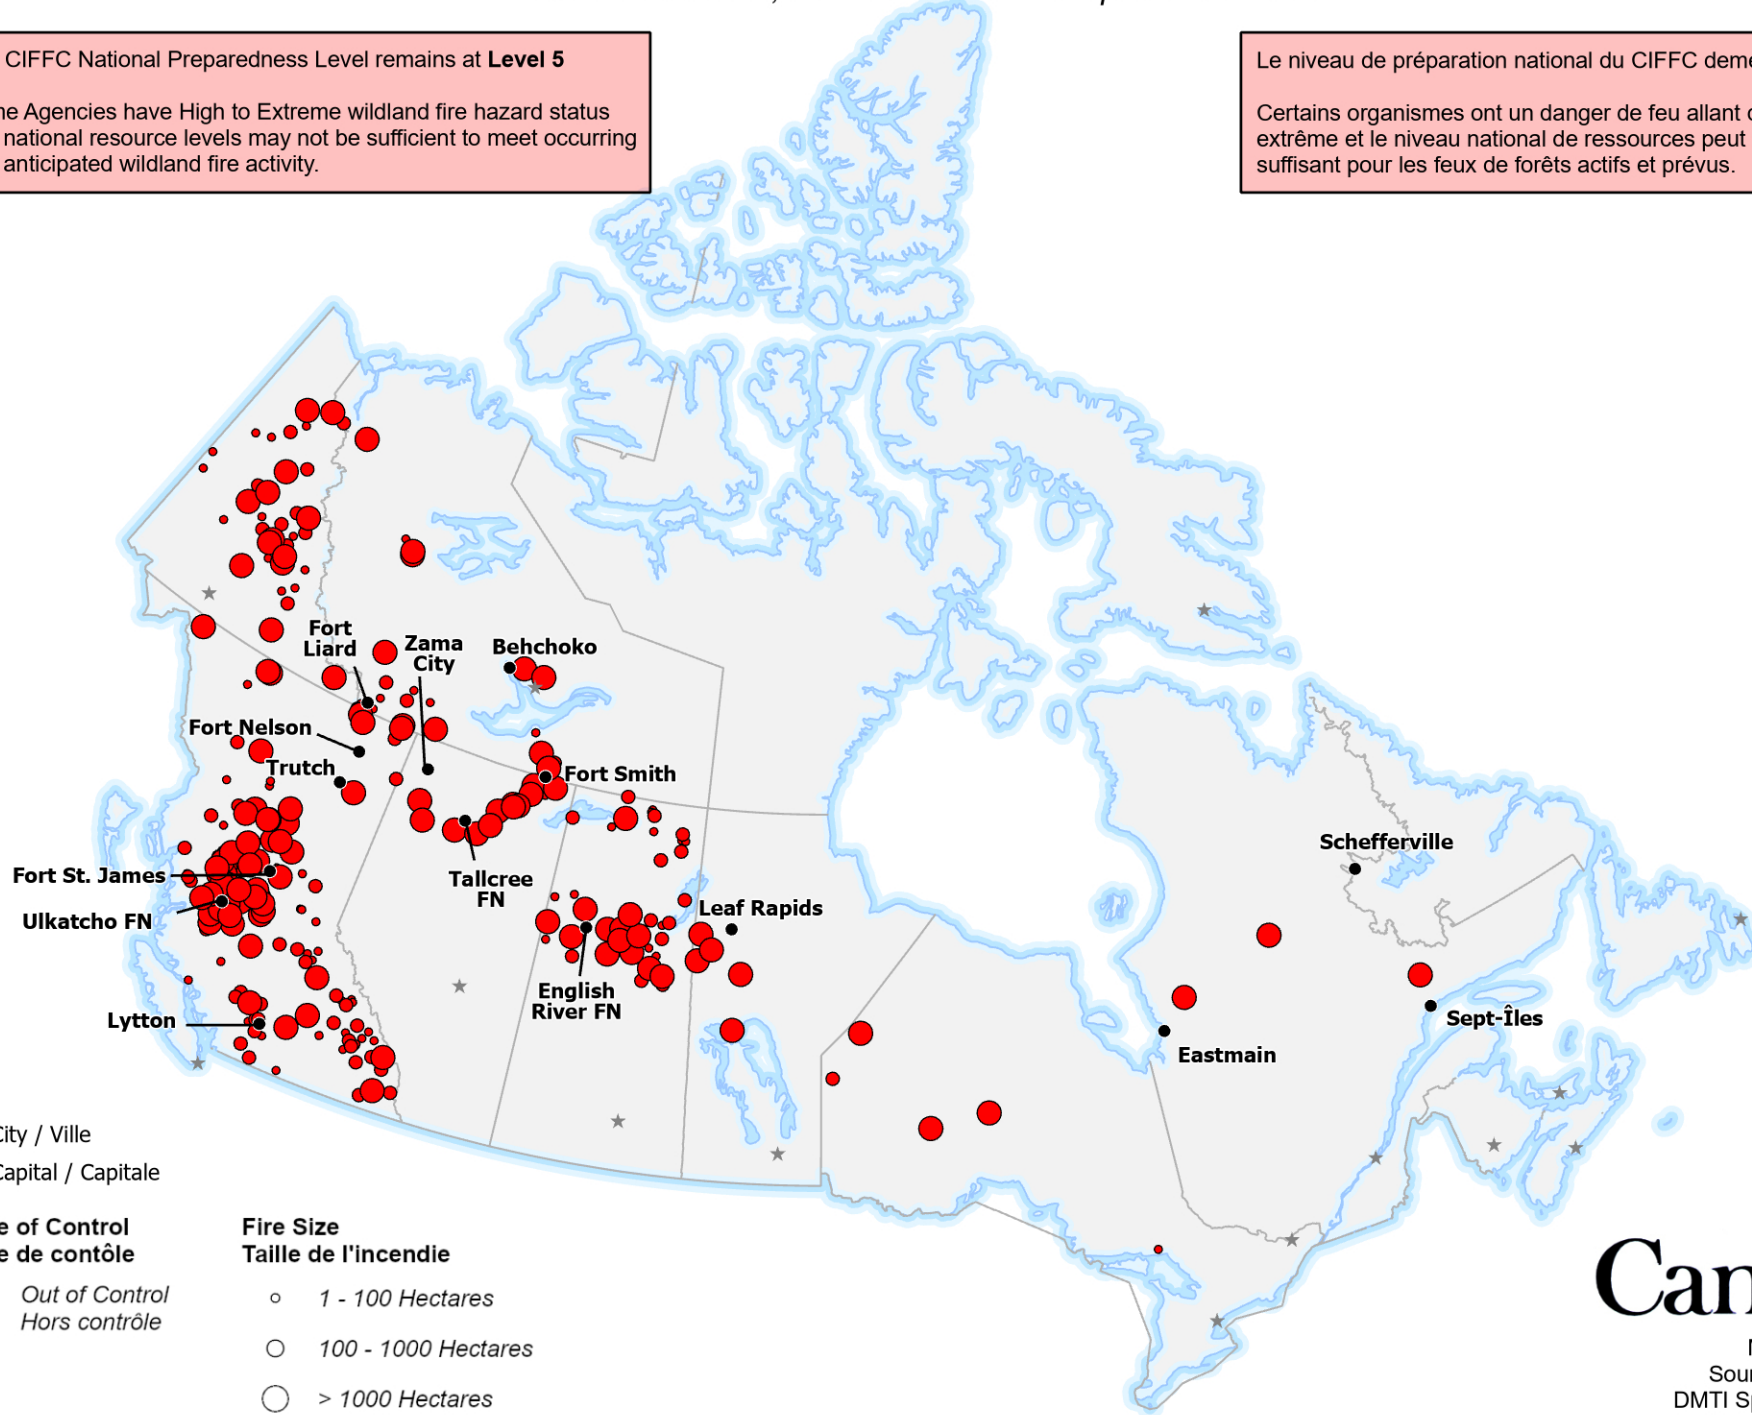 CIFFC National Preparedness Level remains at Level 5
Agencies have High to Extreme wildland fire hazard status
national resource levels may not be sufficient to meet occurring
anticipated wildland fire activity.
Le niveau de préparation national du CIFFC
Certains organismes ont un danger de feu allant
extrême et le niveau national de ressources peut
suffisant pour les feux de forêts actifs et prévus.
Fort
Liard
Zama
City
Behchoko
Fort Nelson
Trutch
Fort Smith
Schefferville
Fort St. James
Tallcree
FN
Ulkatcho FN
Leaf Rapids
English
River FN
Lytton
Sept-Îles
Eastmain
City / Ville
Capital / Capitale
of Control
de contôle
Out of Control
Hors contrôle
Fire Size
Taille de l'incendie
1 - 100 Hectares
100 - 1000 Hectares
> 1000 Hectares
Can
DMTI